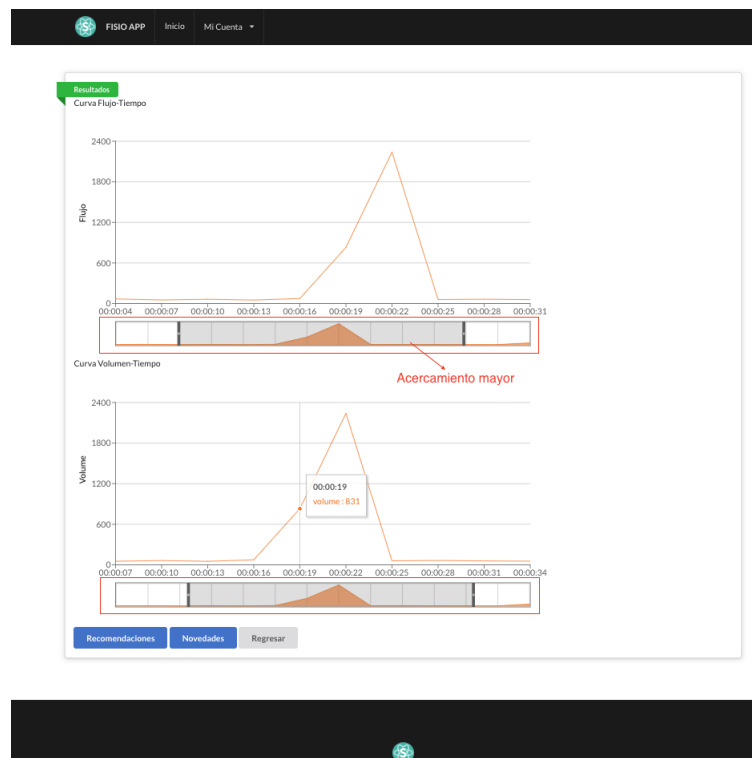 S FISIO APP Inicio Mi Cuenta
Resultados
Curva Flujo-Tiempo
2400
1800
Flujo
1200
600
0
00:00:04 00:00:07 00:00:10 00:00:13 00:00:16 00:00:19 00:00:22 00:00:25 00:00:28 00:00:31
Curva Volumen-Tiempo
Acercamiento mayor
2400
1800
Volume
1200
600
0
00:00:19
volume : 831
00:00:07 00:00:10 00:00:13 00:00:16 00:00:19 00:00:22 00:00:25 00:00:28 00:00:31 00:00:34
Recomendaciones Novedades Regresar
S